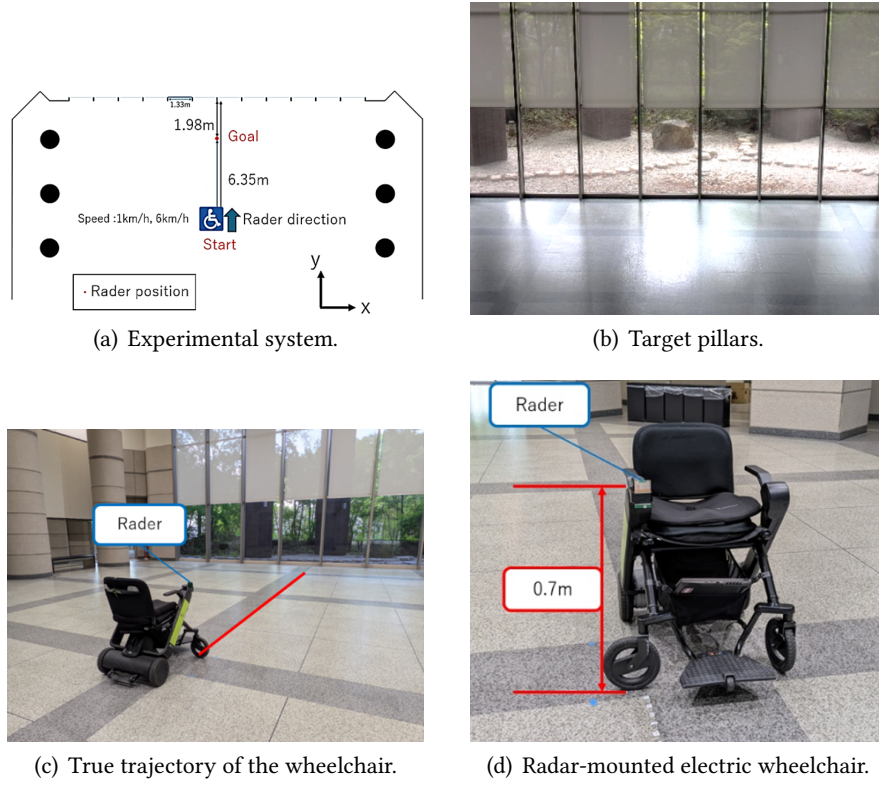 1.33m
1.98m
Goal
6.35m
Speed :1km/h, 6km/h
Rader direction
Start
y
x
・Rader position
(a) Experimental system.
(b) Target pillars.
Rader
Rader
0.7m
(c) True trajectory of the wheelchair.
(d) Radar-mounted electric wheelchair.